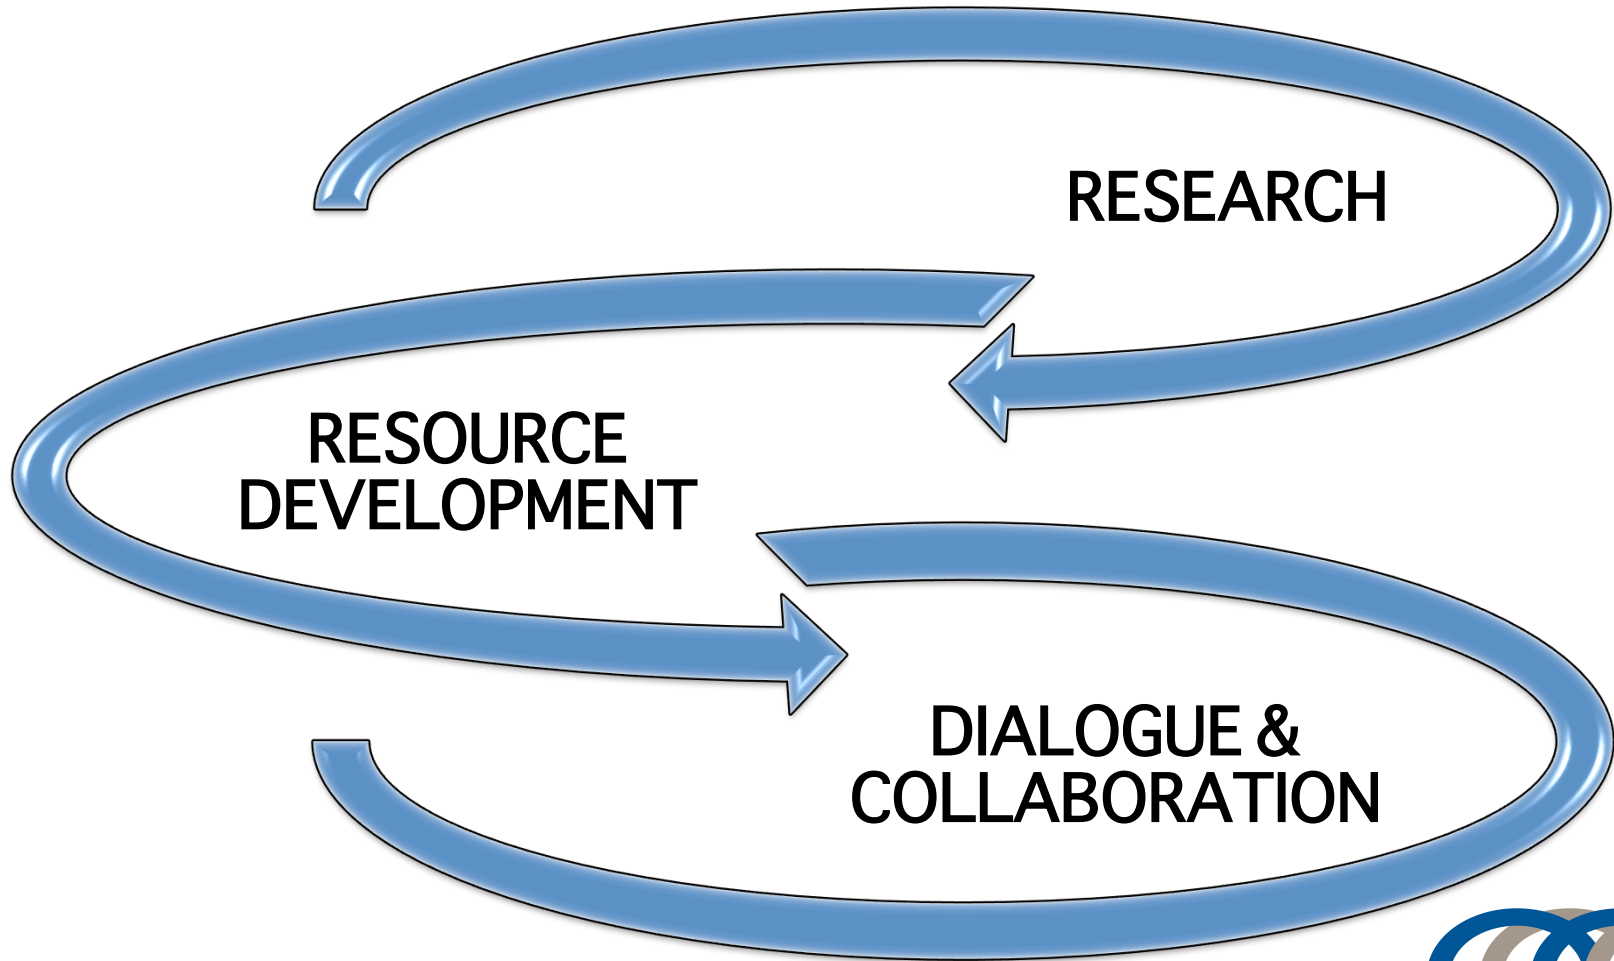 RESEARCH
RESOURCE
DEVELOPMENT
DIALOGUE &
COLLABORATION